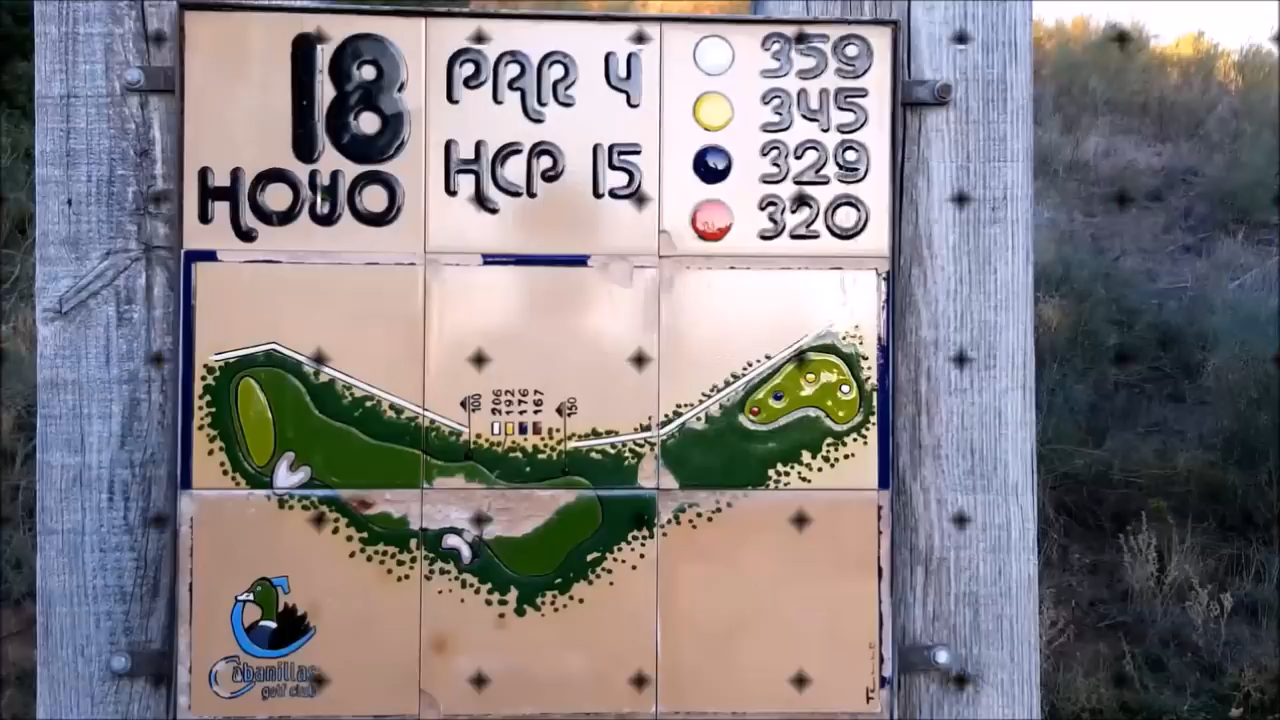 18
HOYO
PAR 4
HCP 15
359
345
329
320
100
206
192
176
167
150
Cabanillas
golf club